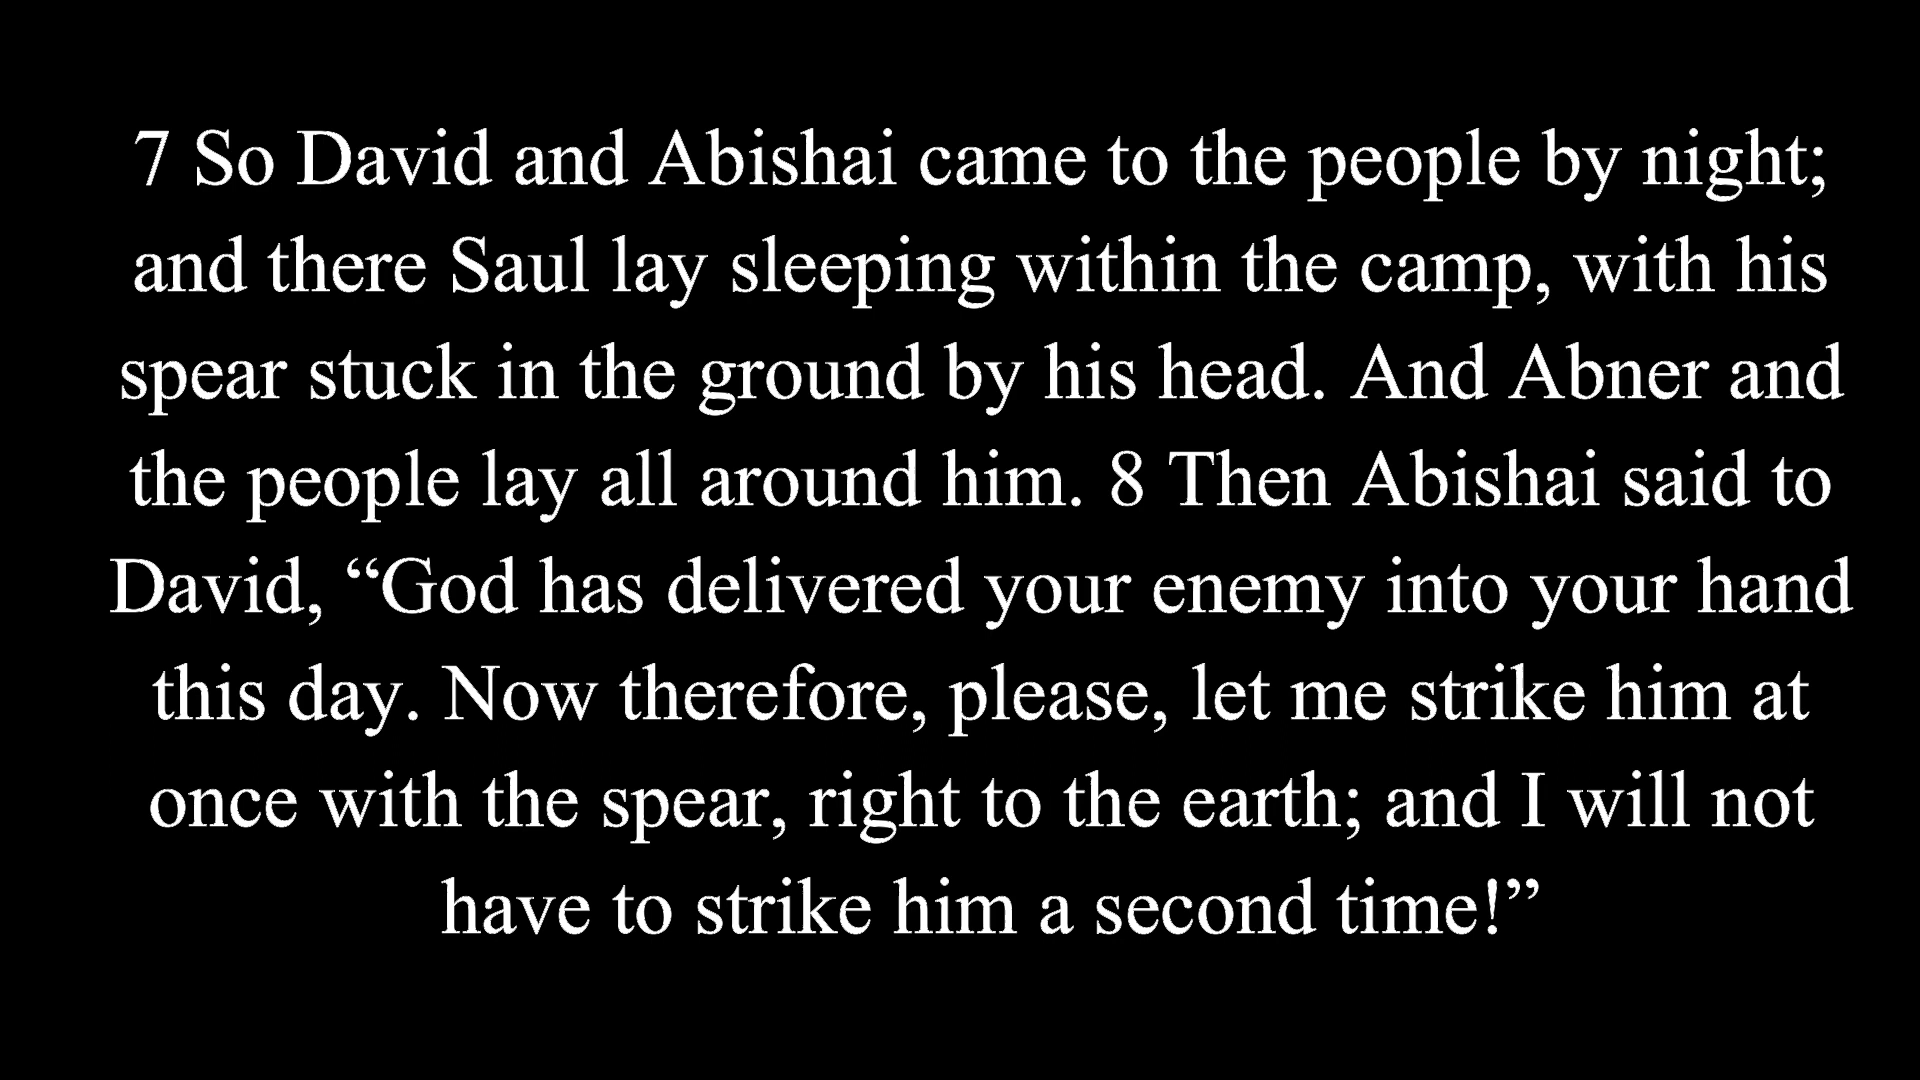 7 So David and Abishai came to the people by night;
and there Saul lay sleeping within the camp, with his
spear stuck in the ground by his head. And Abner and
the people lay all around him. 8 Then Abishai said to
David, “God has delivered your enemy into your hand
this day. Now therefore, please, let me strike him at
once with the spear, right to the earth; and I will not
have to strike him a second time!”